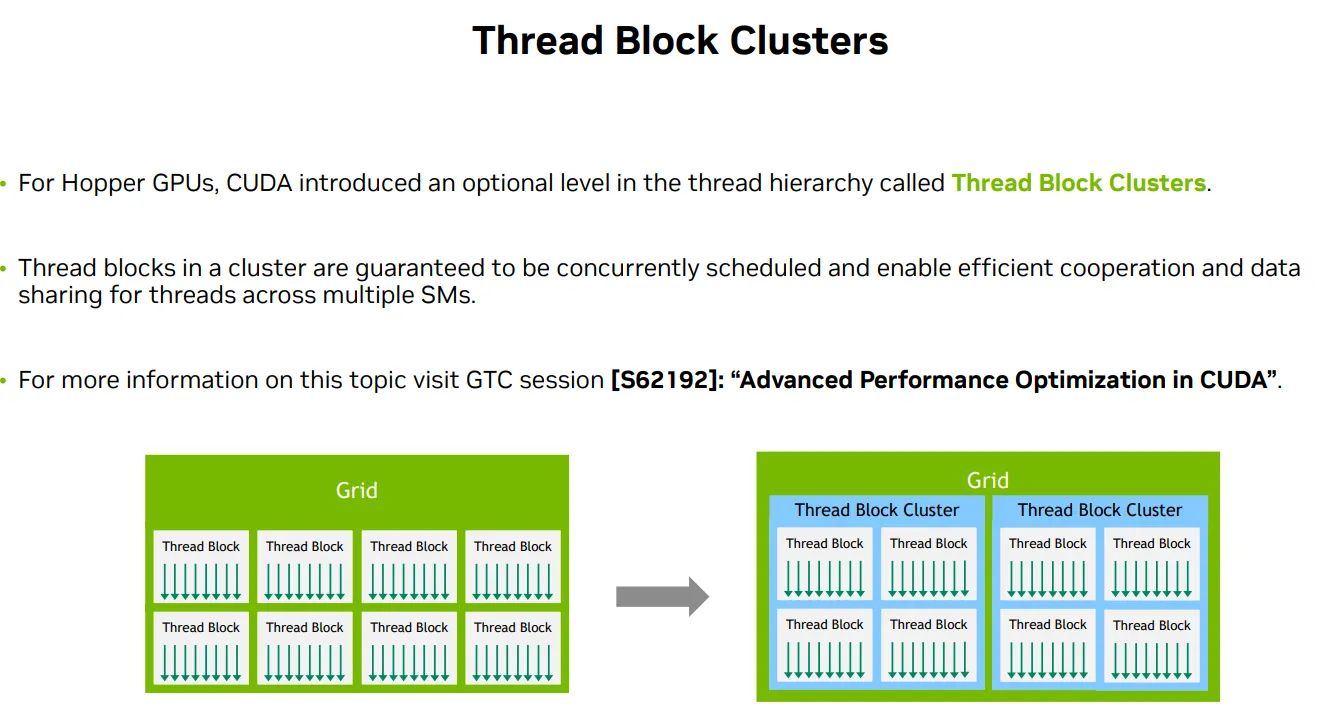 Thread Block Clusters
• For Hopper GPUs, CUDA introduced an optional level in the thread hierarchy called Thread Block Clusters.
• Thread blocks in a cluster are guaranteed to be concurrently scheduled and enable efficient cooperation and data
sharing for threads across multiple SMs.
• For more information on this topic visit GTC session [S62192]: “Advanced Performance Optimization in CUDA”.
Grid
Thread Block Thread Block Thread Block Thread Block
Thread Block Thread Block Thread Block Thread Block
Grid
Thread Block Cluster Thread Block Cluster
Thread Block Thread Block Thread Block Thread Block
Thread Block Thread Block Thread Block Thread Block